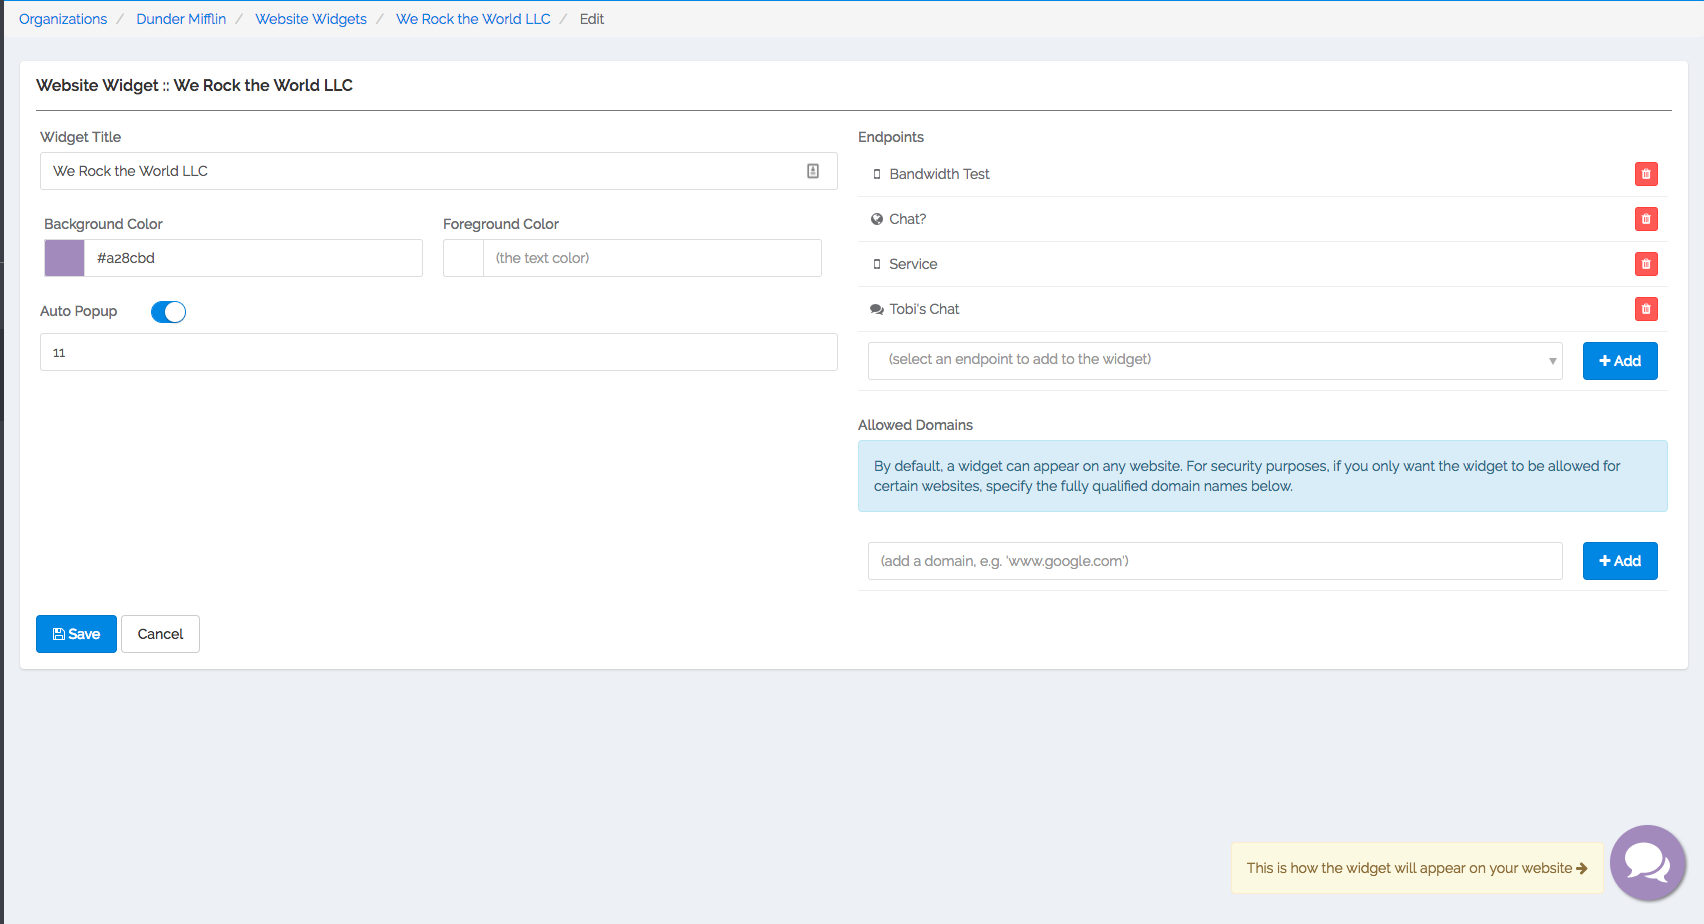 Organizations / Dunder Mifflin / Website Widgets / We Rock the World LLC / Edit
Website Widget :: We Rock the World LLC
Widget Title
We Rock the World LLC
Background Color
Foreground Color
#a28cbd
(the text color)
Auto Popup
11
Endpoints
Bandwidth Test
Chat?
Service
Tobi's Chat
(select an endpoint to add to the widget)
Add
Allowed Domains
By default, a widget can appear on any website. For security purposes, if you only want the widget to be allowed for
certain websites, specify the fully qualified domain names below.
(add a domain, e.g. 'www.google.com')
Add
Save
Cancel
This is how the widget will appear on your website